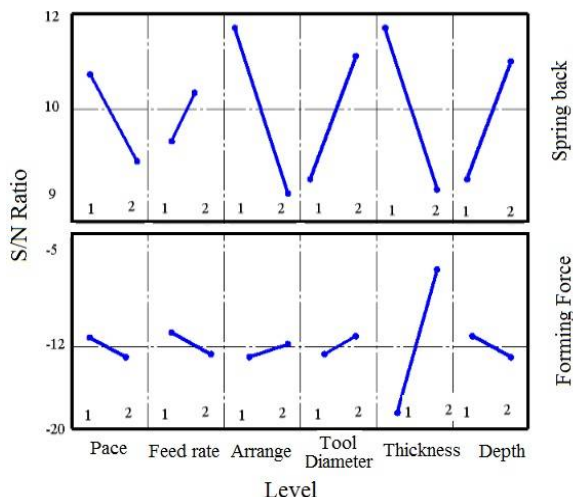 12
10
9
1 2 1 2 1 2 1 2 1 2 1 2
Spring back
S/N Ratio
-5
-12
-20
1 2 1 2 1 2 1 2 1 2 1 2
Forming Force
Pace Feed rate Arrange Tool Diameter Thickness Depth
Level